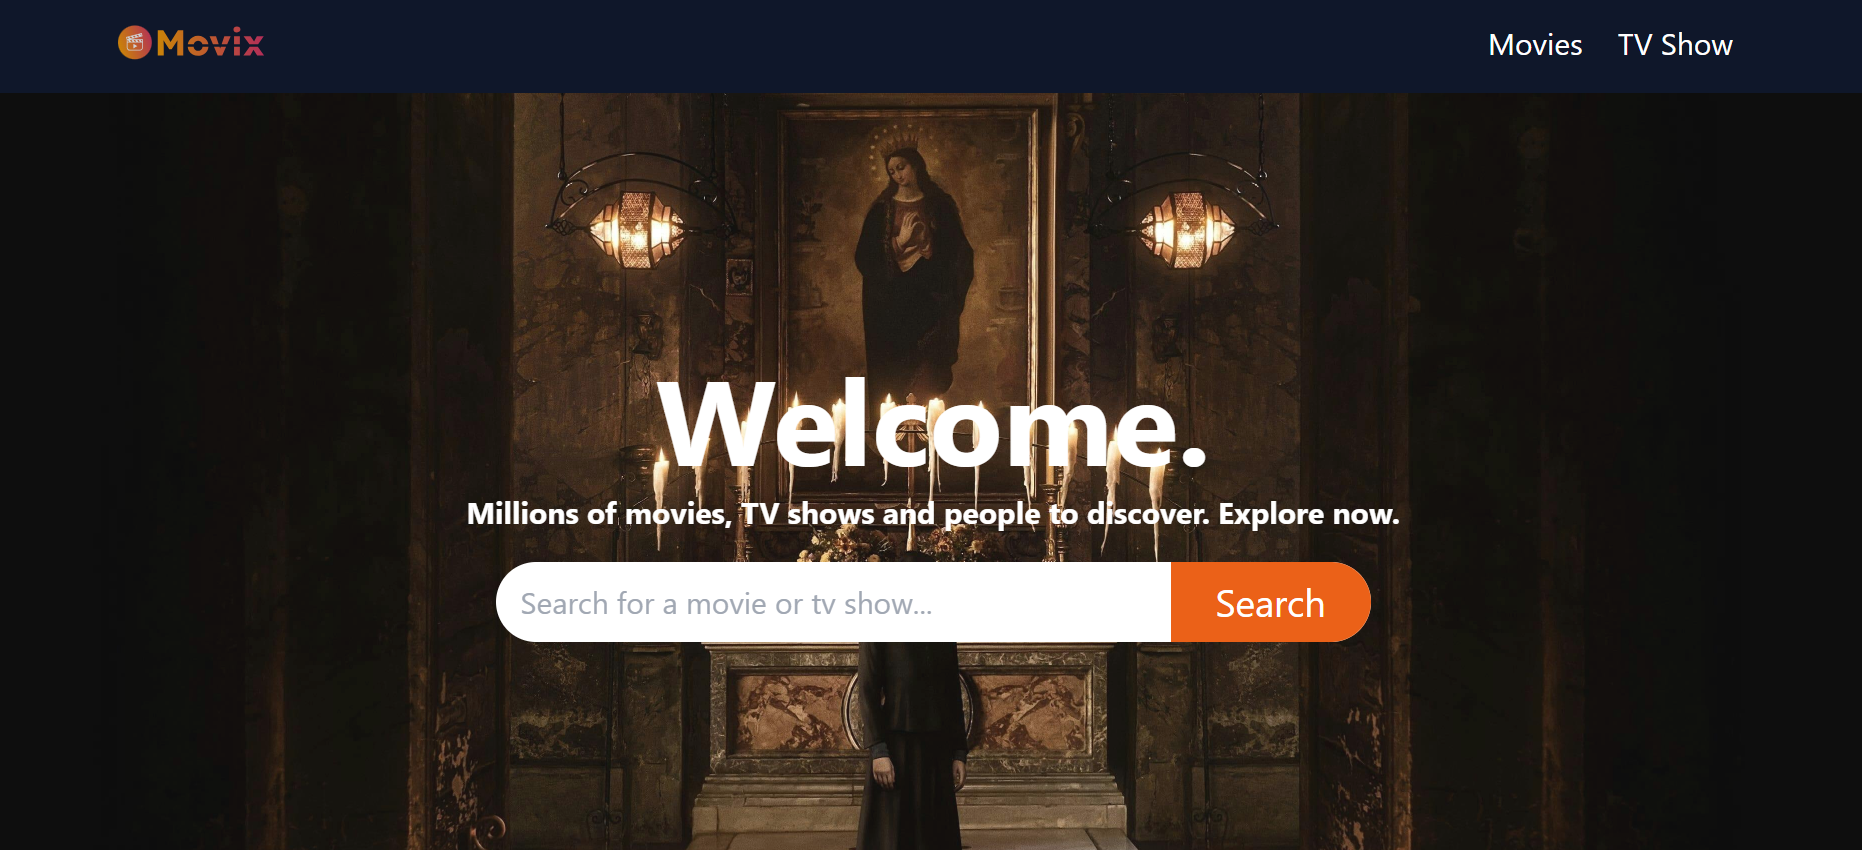 Movix
Movies TV Show
Welcome.
Millions of movies, TV shows and people to discover. Explore now.
Search for a movie or tv show...
Search